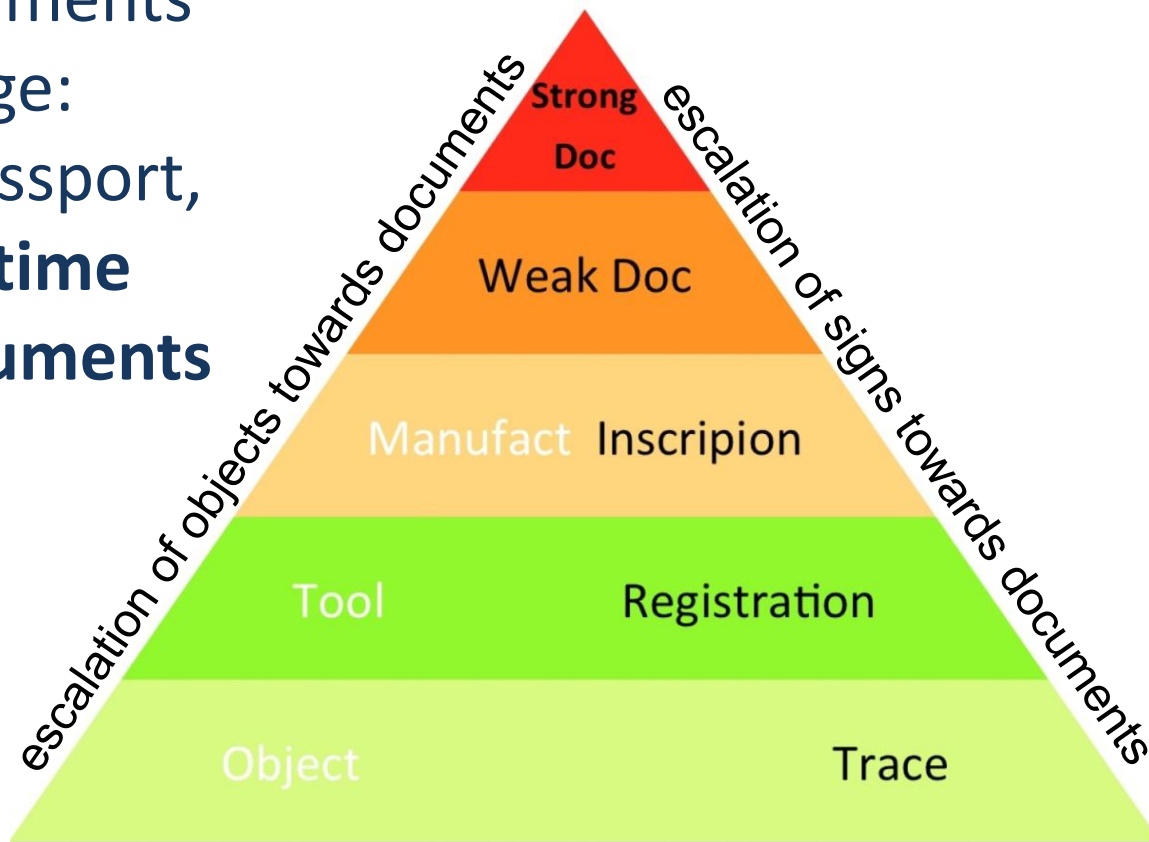 ments
ge:
ssport,
time
uments
escalation of objects towards documents
escalation of signs towards documents
Strong
Doc
Weak Doc
Manufact Inscripion
Tool Registration
Object Trace